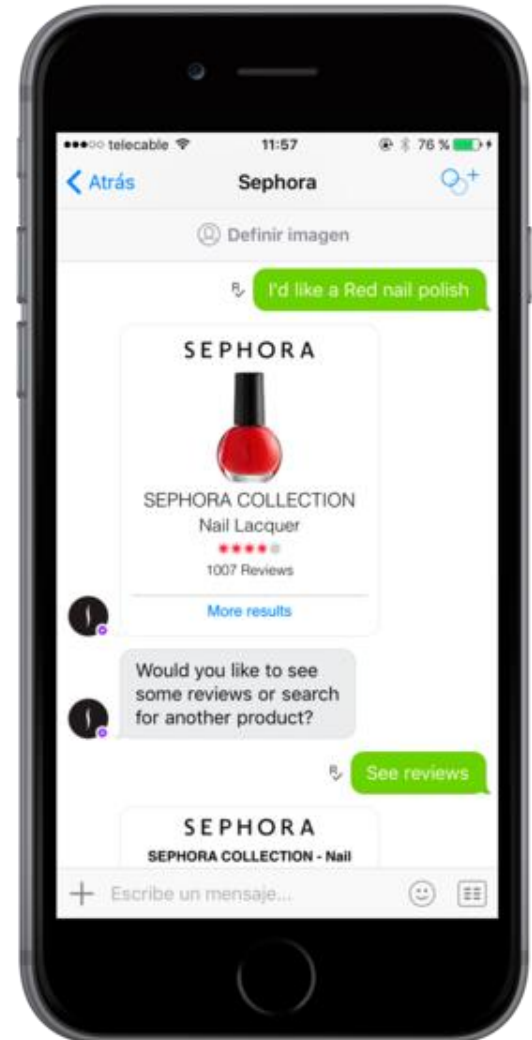 telecable 11:57 76 %
Atrás Sephora
Definir imagen
I'd like a Red nail polish
SEPHORA
SEPHORA COLLECTION
Nail Lacquer
1007 Reviews
More results
Would you like to see
some reviews or search
for another product?
See reviews
SEPHORA
SEPHORA COLLECTION - Nail
Escribe un mensaje...